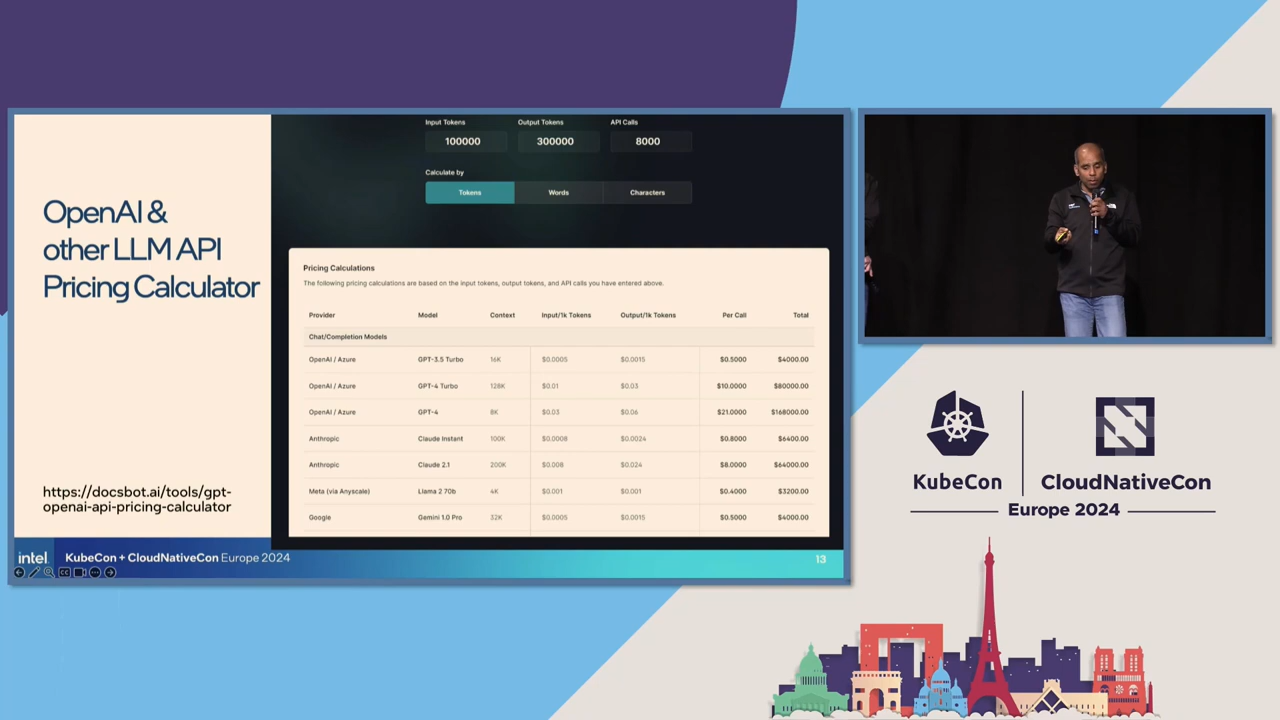 OpenAI &
other LLM API
Pricing Calculator
https://docsbot.ai/tools/gpt-
openai-api-pricing-calculator
Input Tokens Output Tokens API Calls
100000 300000 8000
Calculate by
Tokens Words Characters
Pricing Calculations
The following pricing calculations are based on the input tokens, output tokens, and API calls you have entered above.
Provider Model Context Input/1k Tokens Output/1k Tokens Per Call Total
Chat/Completion Models
OpenAI / Azure GPT-3.5 Turbo 16K $0.0005 $0.0015 $0.5000 $4000.00
OpenAI / Azure GPT-4 Turbo 128K $0.01 $0.03 $10.0000 $80000.00
OpenAI / Azure GPT-4 8K $0.03 $0.06 $21.0000 $168000.00
Anthropic Claude Instant 100K $0.0008 $0.0024 $0.8000 $6400.00
Anthropic Claude 2.1 200K $0.008 $0.024 $8.0000 $64000.00
Meta (via Anyscale) Llama 2 70b 4K $0.001 $0.001 $0.4000 $3200.00
Google Gemini 1.0 Pro 32K $0.0005 $0.0015 $0.5000 $4000.00
intel. KubeCon + CloudNativeCon Europe 2024 13
CC
KubeCon CloudNativeCon
Europe 2024